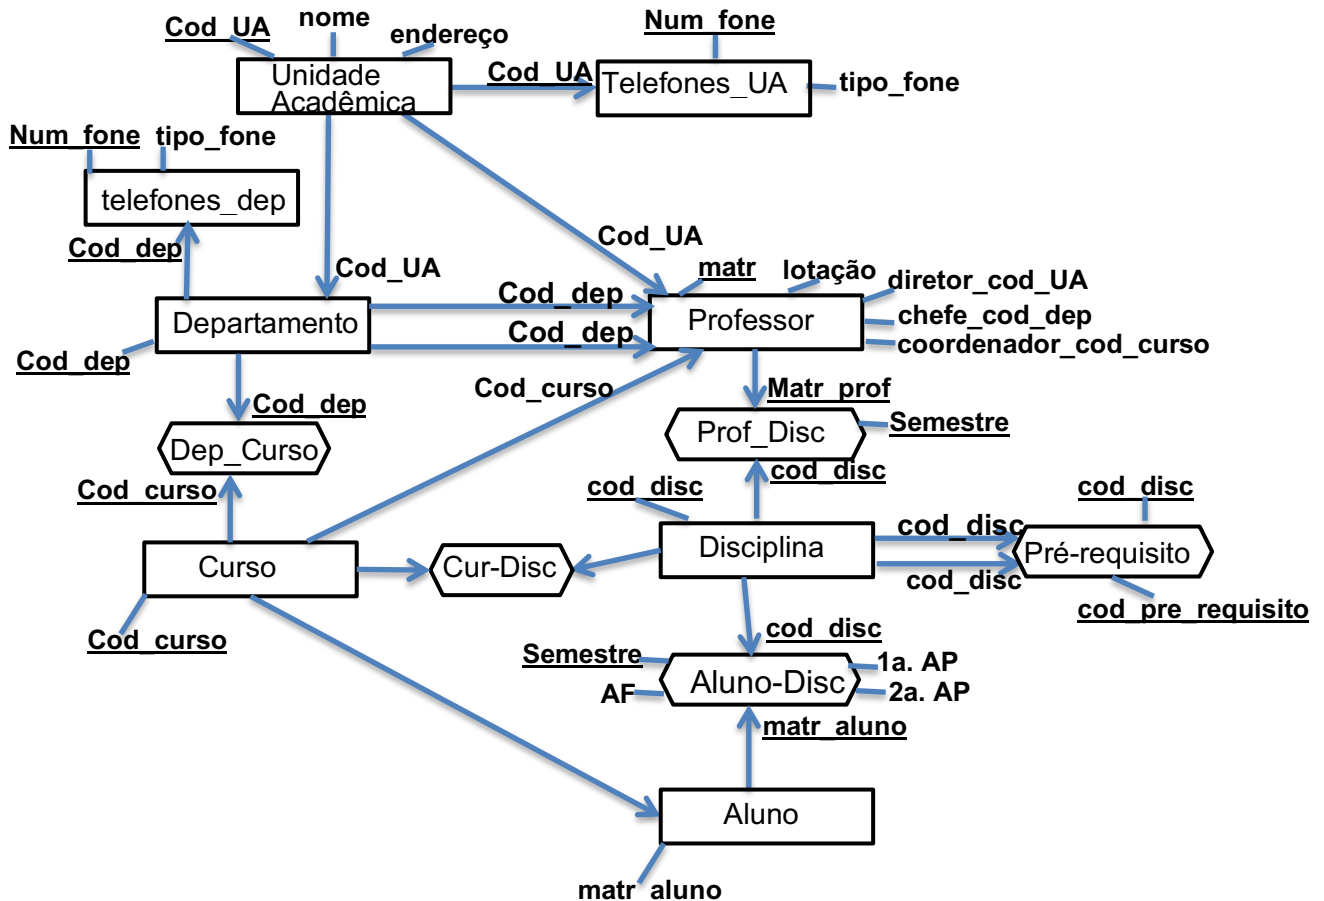 Cod_UA
nome
endereço
Num_fone
Unidade
Acadêmica
Cod_UA
Telefones_UA
tipo_fone
Num_fone
tipo_fone
telefones_dep
Cod_dep
Cod_UA
Cod_UA
matr
lotação
diretor_cod_UA
chefe_cod_dep
coordenador_cod_curso
Departamento
Cod_dep
Cod_dep
Professor
Cod_dep
Cod_dep
Cod_curso
Matr_prof
Dep_Curso
Prof_Disc
Semestre
Cod_curso
cod_disc
cod_disc
cod_disc
Curso
Cur-Disc
Disciplina
cod_disc
cod_disc
Pré-requisito
cod_pre_requisito
Cod_curso
cod_disc
Semestre
AF
Aluno-Disc
1a. AP
2a. AP
matr_aluno
Aluno
matr_aluno